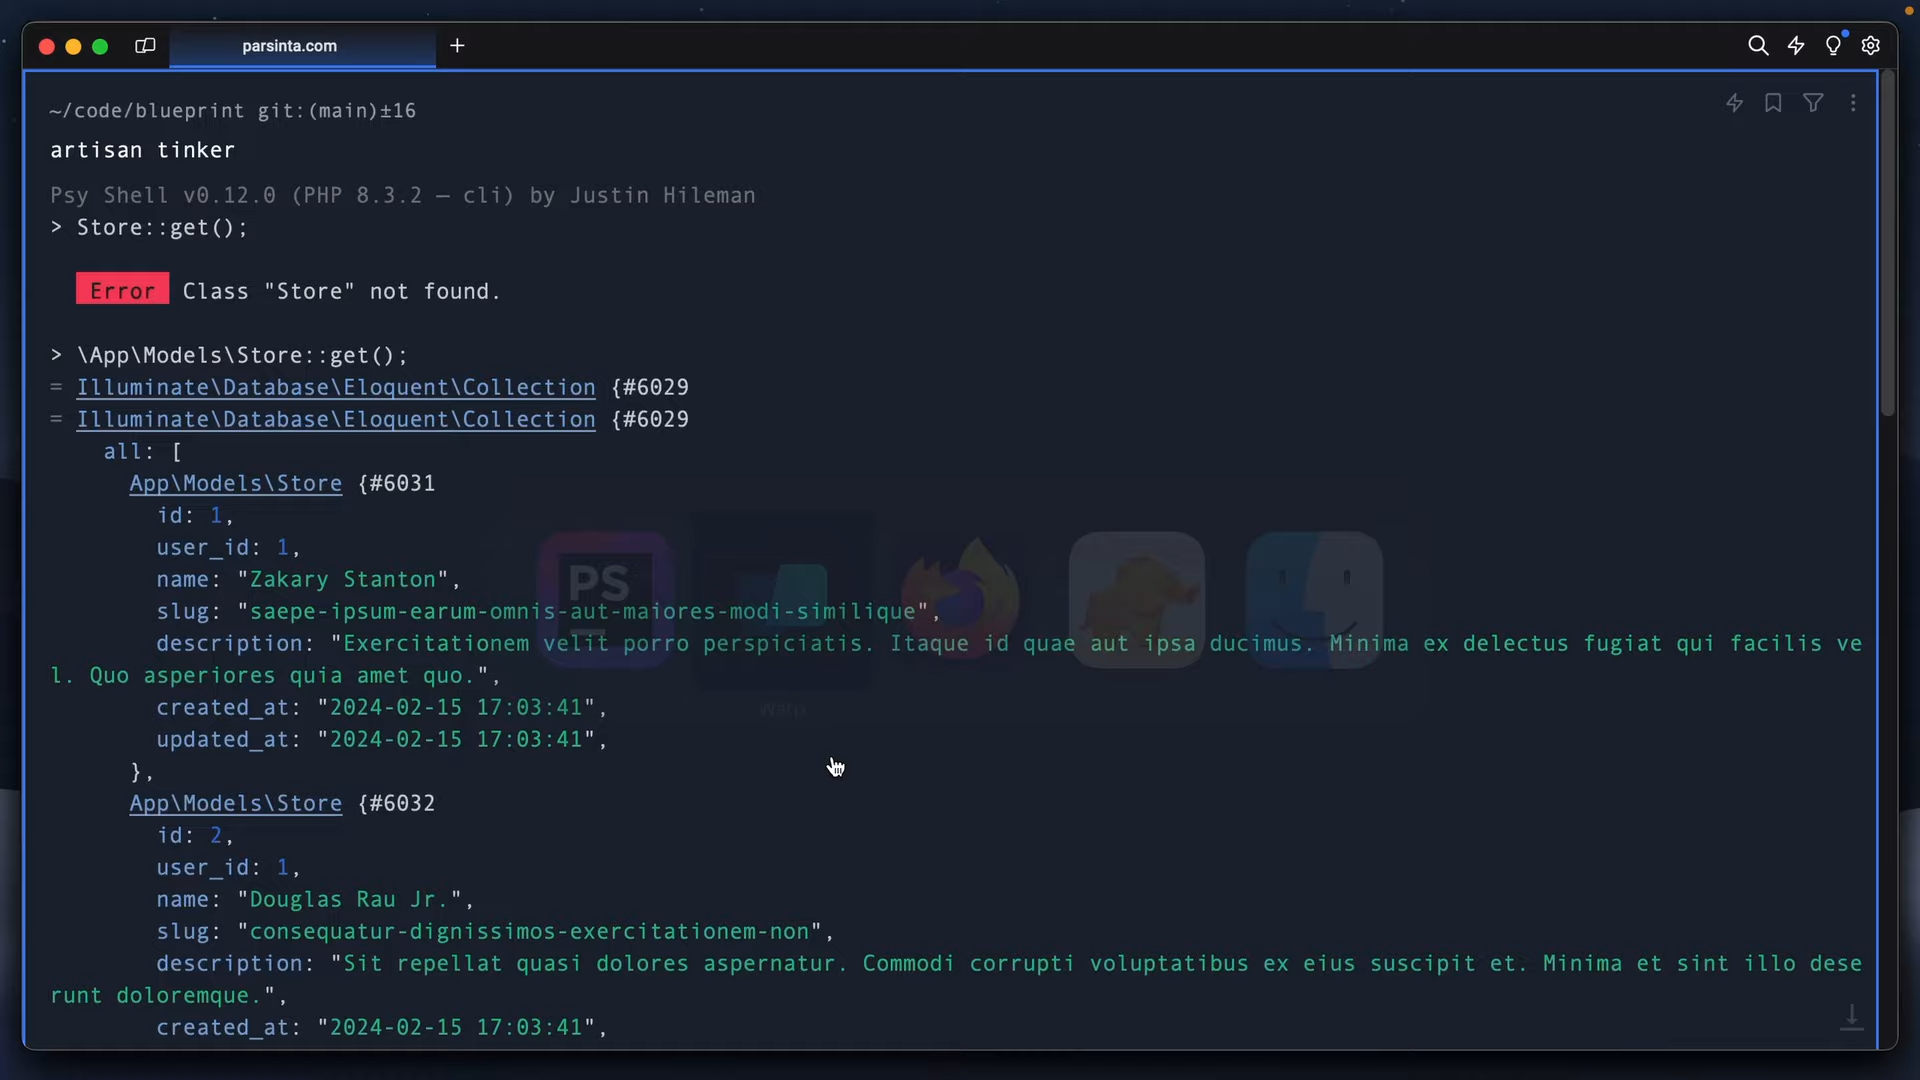 parsinta.com
~/code/blueprint git:(main)±16
artisan tinker
Psy Shell v0.12.0 (PHP 8.3.2 — cli) by Justin Hileman
> Store::get();
Error Class "Store" not found.
> \App\Models\Store::get();
= Illuminate\Database\Eloquent\Collection {#6029
= Illuminate\Database\Eloquent\Collection {#6029
all: [
App\Models\Store {#6031
id: 1,
user_id: 1,
name: "Zakary Stanton",
slug: "saepe-ipsum-earum-omnis-aut-maiores-modi-similique",
description: "Exercitationem velit porro perspiciatis. Itaque id quae aut ipsa ducimus. Minima ex delectus fugiat qui facilis ve
l. Quo asperiores quia amet quo.",
created_at: "2024-02-15 17:03:41",
updated_at: "2024-02-15 17:03:41",
},
App\Models\Store {#6032
id: 2,
user_id: 1,
name: "Douglas Rau Jr.",
slug: "consequatur-dignissimos-exercitationem-non",
description: "Sit repellat quasi dolores aspernatur. Commodi corrupti voluptatibus ex eius suscipit et. Minima et sint illo dese
runt doloremque.",
created_at: "2024-02-15 17:03:41",
PS
Warp